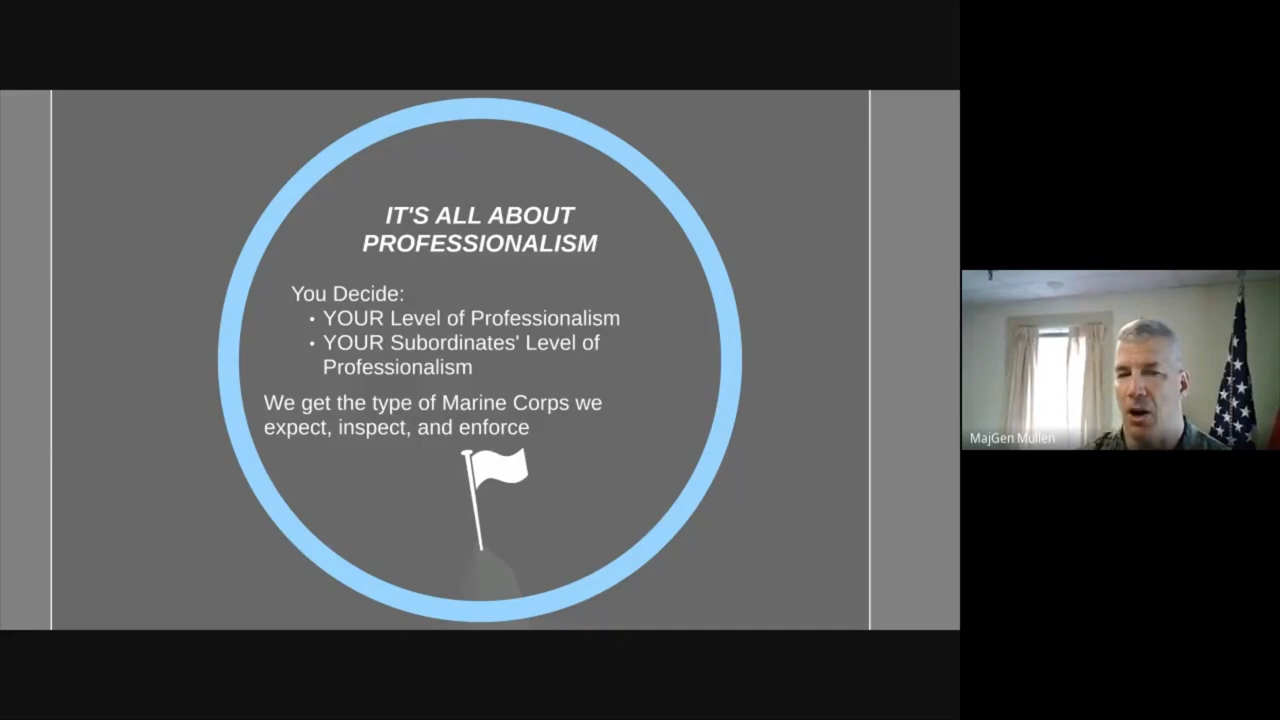 IT'S ALL ABOUT
PROFESSIONALISM
You Decide:
• YOUR Level of Professionalism
• YOUR Subordinates' Level of
Professionalism
We get the type of Marine Corps we
expect, inspect, and enforce
MajGen Mullen